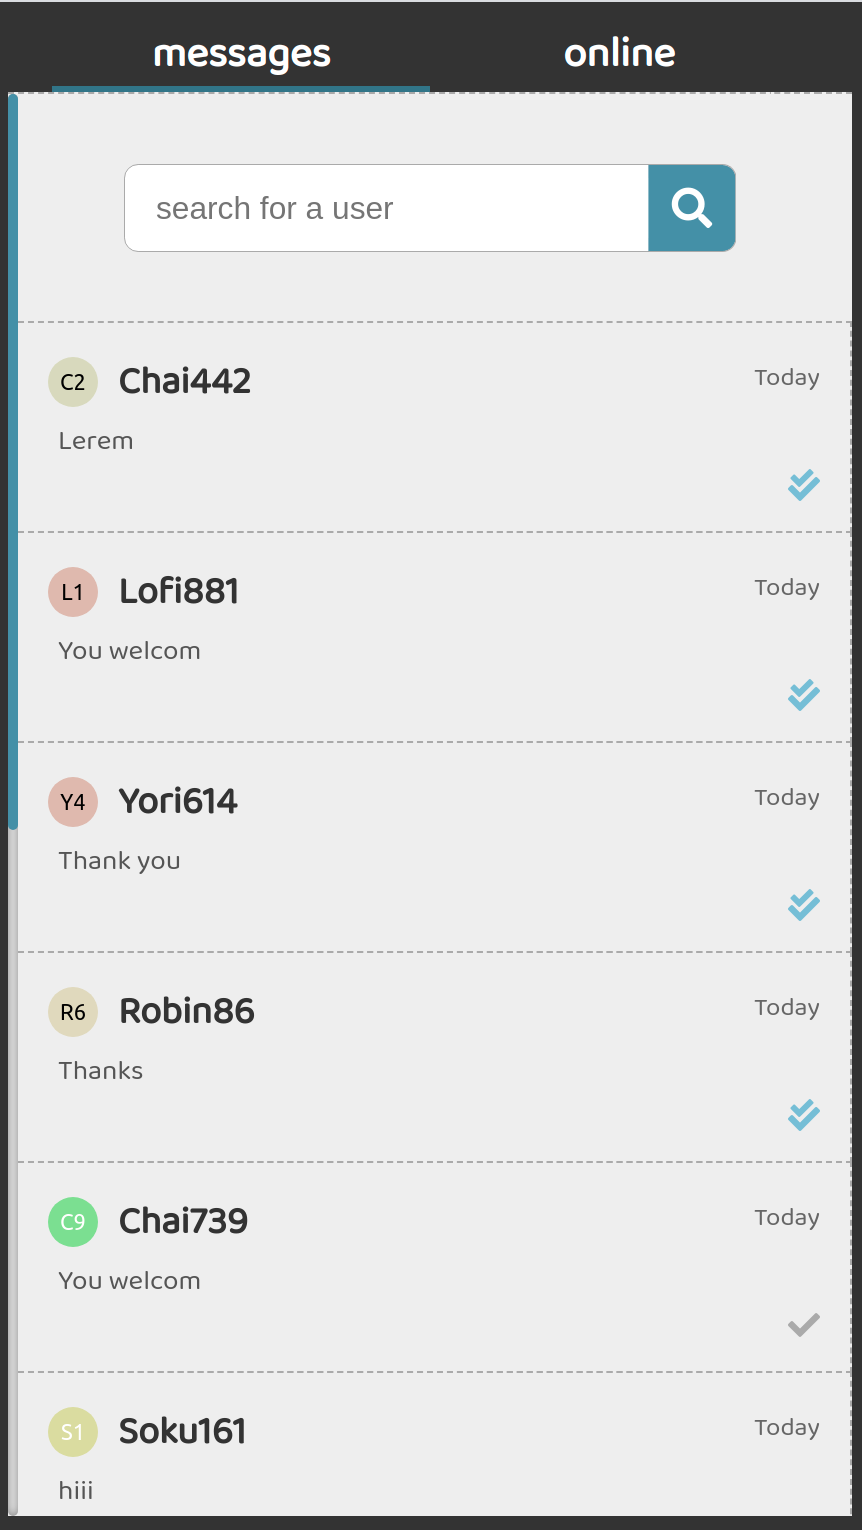 messages online
search for a user
C2 Chai442 Today
Lerem
L1 Lofi881 Today
You welcom
Y4 Yori614 Today
Thank you
R6 Robin86 Today
Thanks
C9 Chai739 Today
You welcom
S1 Soku161 Today
hiii